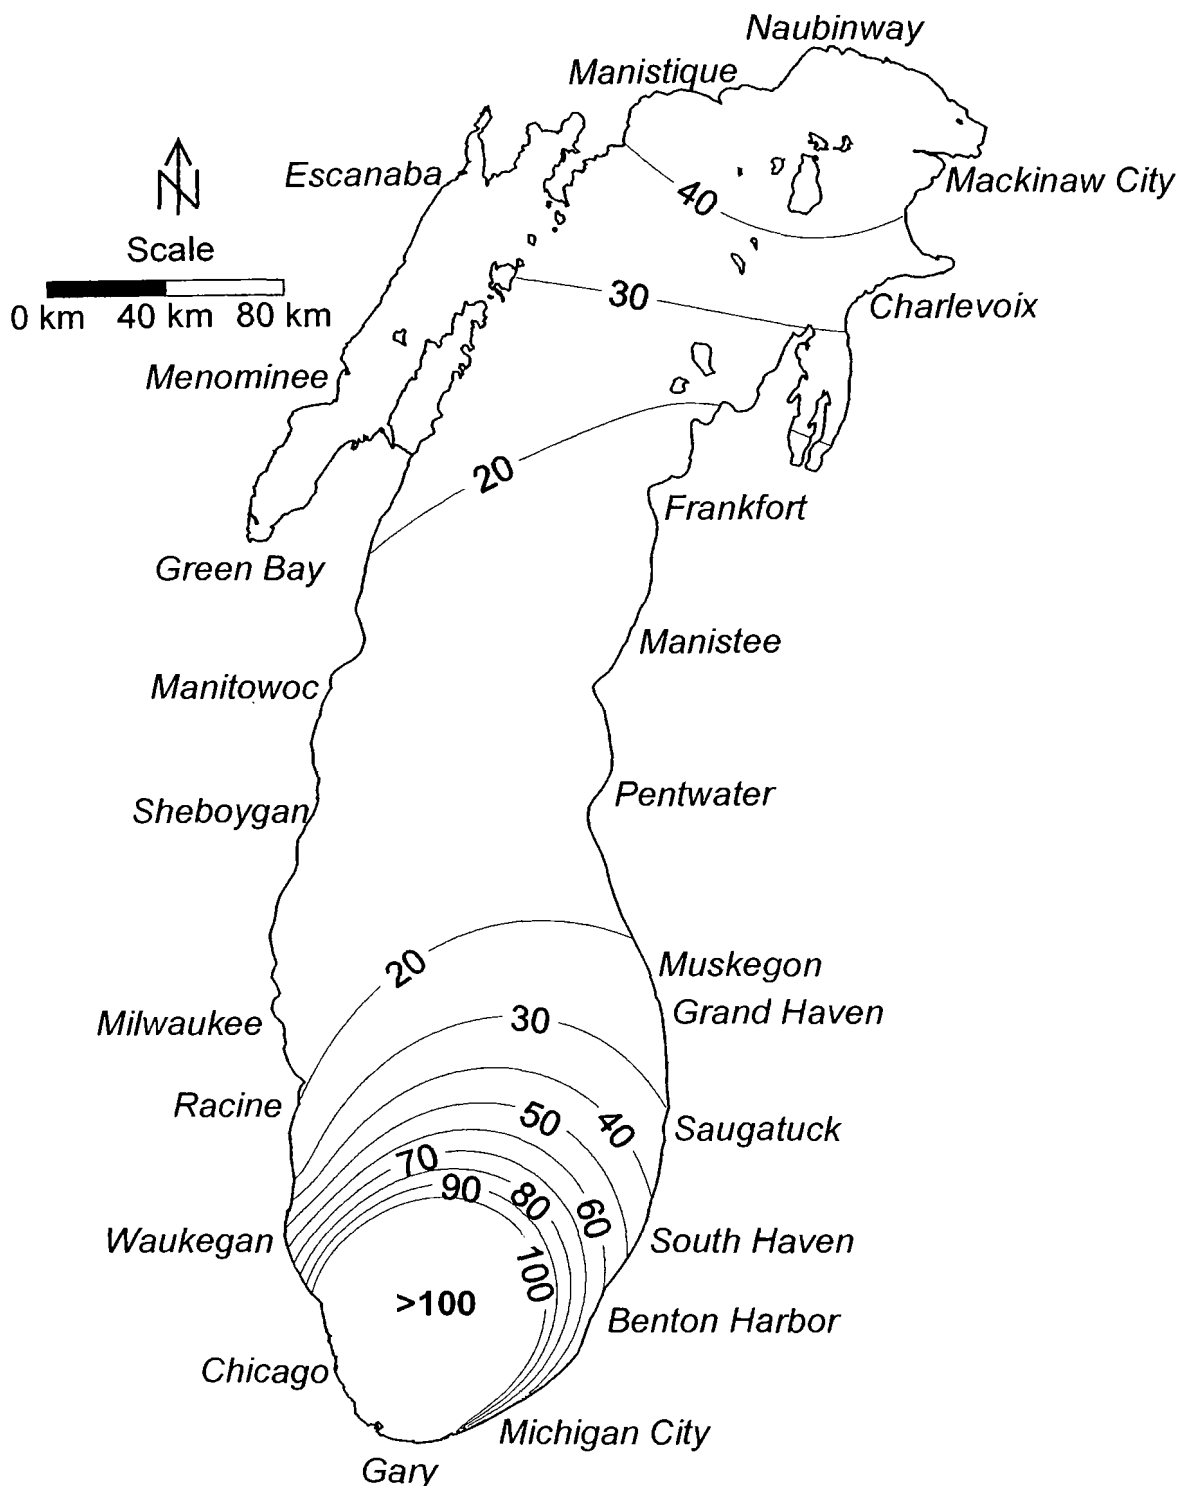 Naubinway
Manistique
Escanaba
Mackinaw City
N
40
Scale
0 km 40 km 80 km
30
Charlevoix
Menominee
20
Frankfort
Green Bay
Manistee
Manitowoc
Pentwater
Sheboygan
20
Muskegon
Grand Haven
Milwaukee
30
Racine
50
40
Saugatuck
70
90
80
60
Waukegan
South Haven
100
>100
Benton Harbor
Chicago
Michigan City
Gary